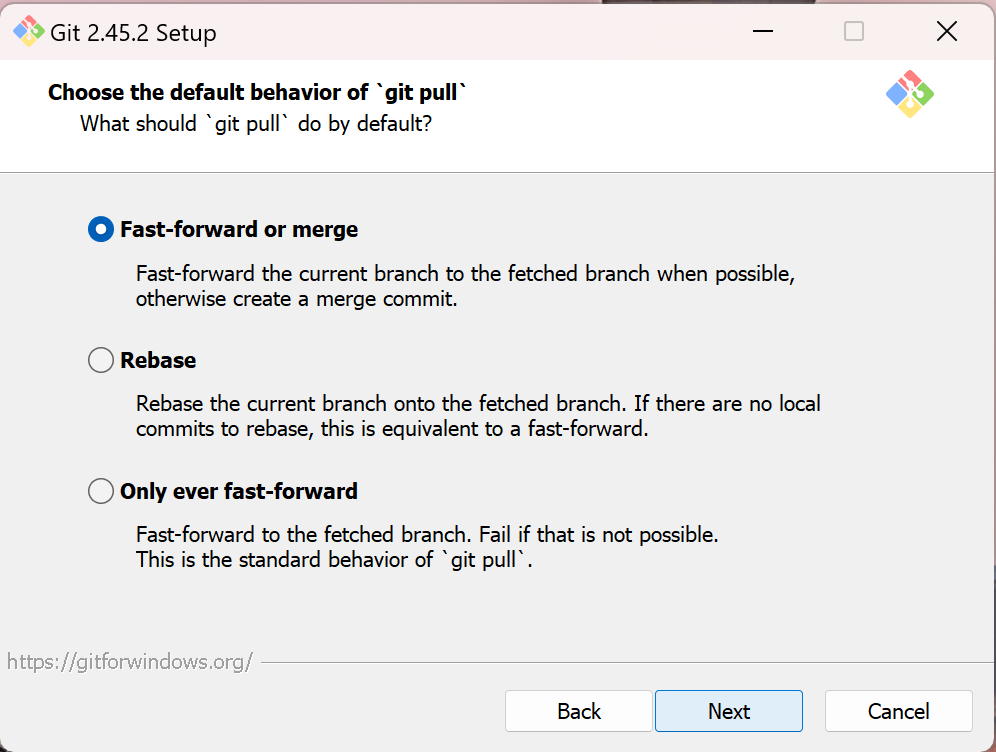 Git 2.45.2 Setup
Choose the default behavior of `git pull`
What should `git pull` do by default?
Fast-forward or merge
Fast-forward the current branch to the fetched branch when possible,
otherwise create a merge commit.
Rebase
Rebase the current branch onto the fetched branch. If there are no local
commits to rebase, this is equivalent to a fast-forward.
Only ever fast-forward
Fast-forward to the fetched branch. Fail if that is not possible.
This is the standard behavior of `git pull`.
https://gitforwindows.org/
Back
Next
Cancel